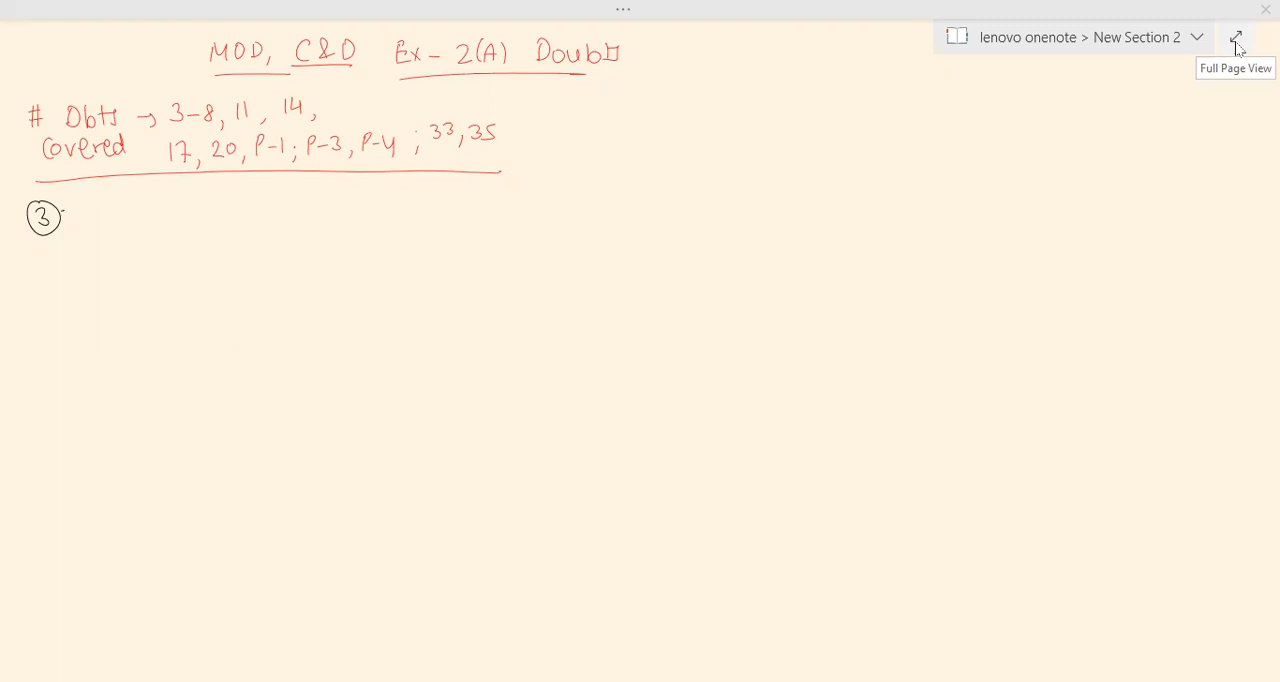 ...
lenovo onenote > New Section 2
Full Page View
MOD, C&D Ex - 2(A) Doubts
# Dbts → 3-8, 11, 14,
Covered 17, 20, P-1; P-3, P-4 ; 33, 35
3